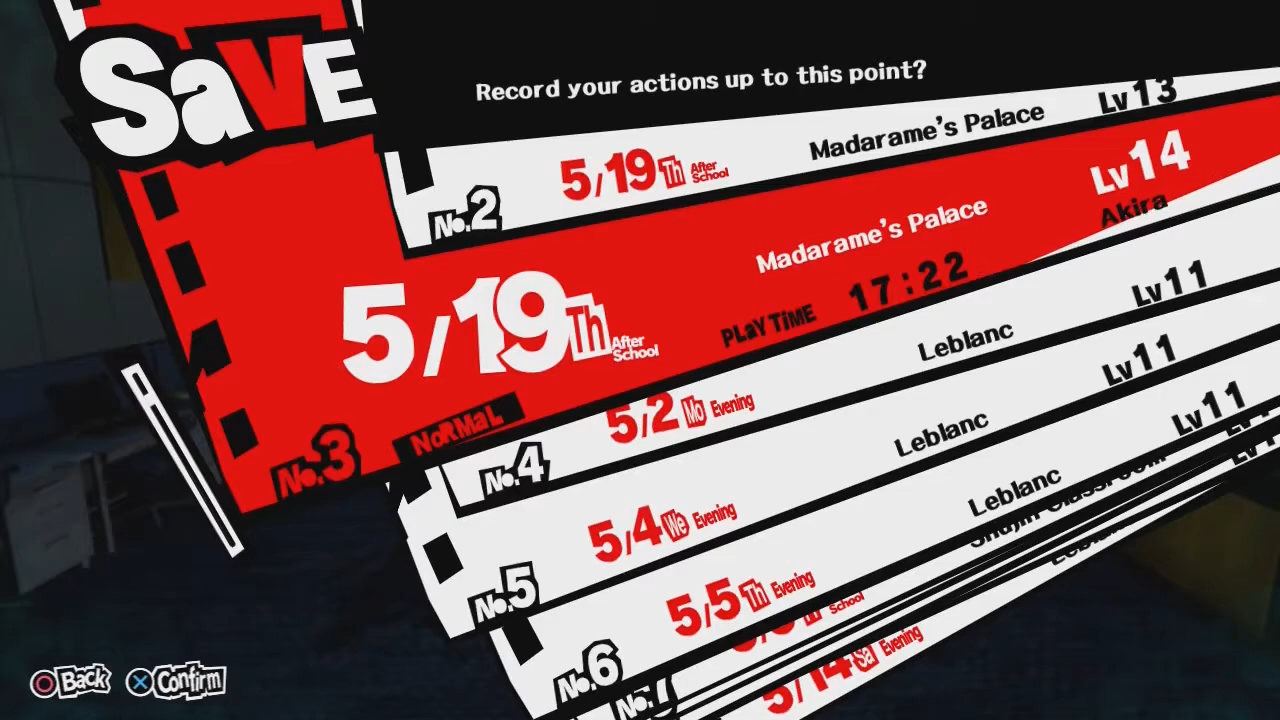 SaVE
Record your actions up to this point?
No.2 5/19 Th After School Madarame's Palace Lv13
No.3 5/19 Th After School Madarame's Palace Lv14
Akira
PLaY TiME 17:22
NoRMaL
No.4 5/2 Mo Evening Leblanc Lv11
No.5 5/4 We Evening Leblanc Lv11
No.6 5/5 Th Evening Leblanc Lv11
No.7 School
5/14 Sa Evening
Back Confirm